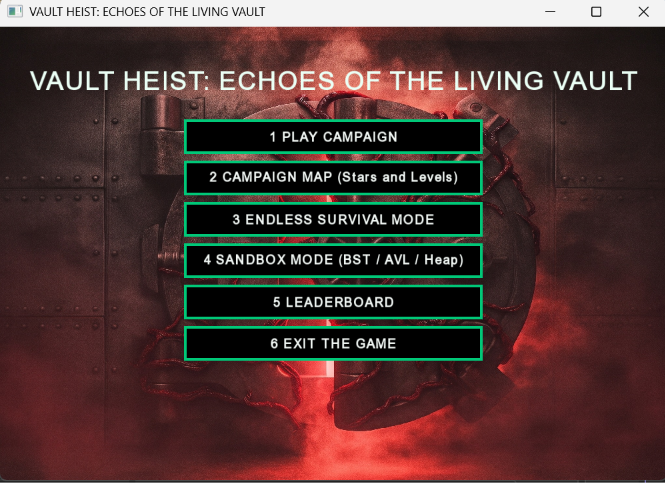 VAULT HEIST: ECHOES OF THE LIVING VAULT
VAULT HEIST: ECHOES OF THE LIVING VAULT
1 PLAY CAMPAIGN
2 CAMPAIGN MAP (Stars and Levels)
3 ENDLESS SURVIVAL MODE
4 SANDBOX MODE (BST / AVL / Heap)
5 LEADERBOARD
6 EXIT THE GAME